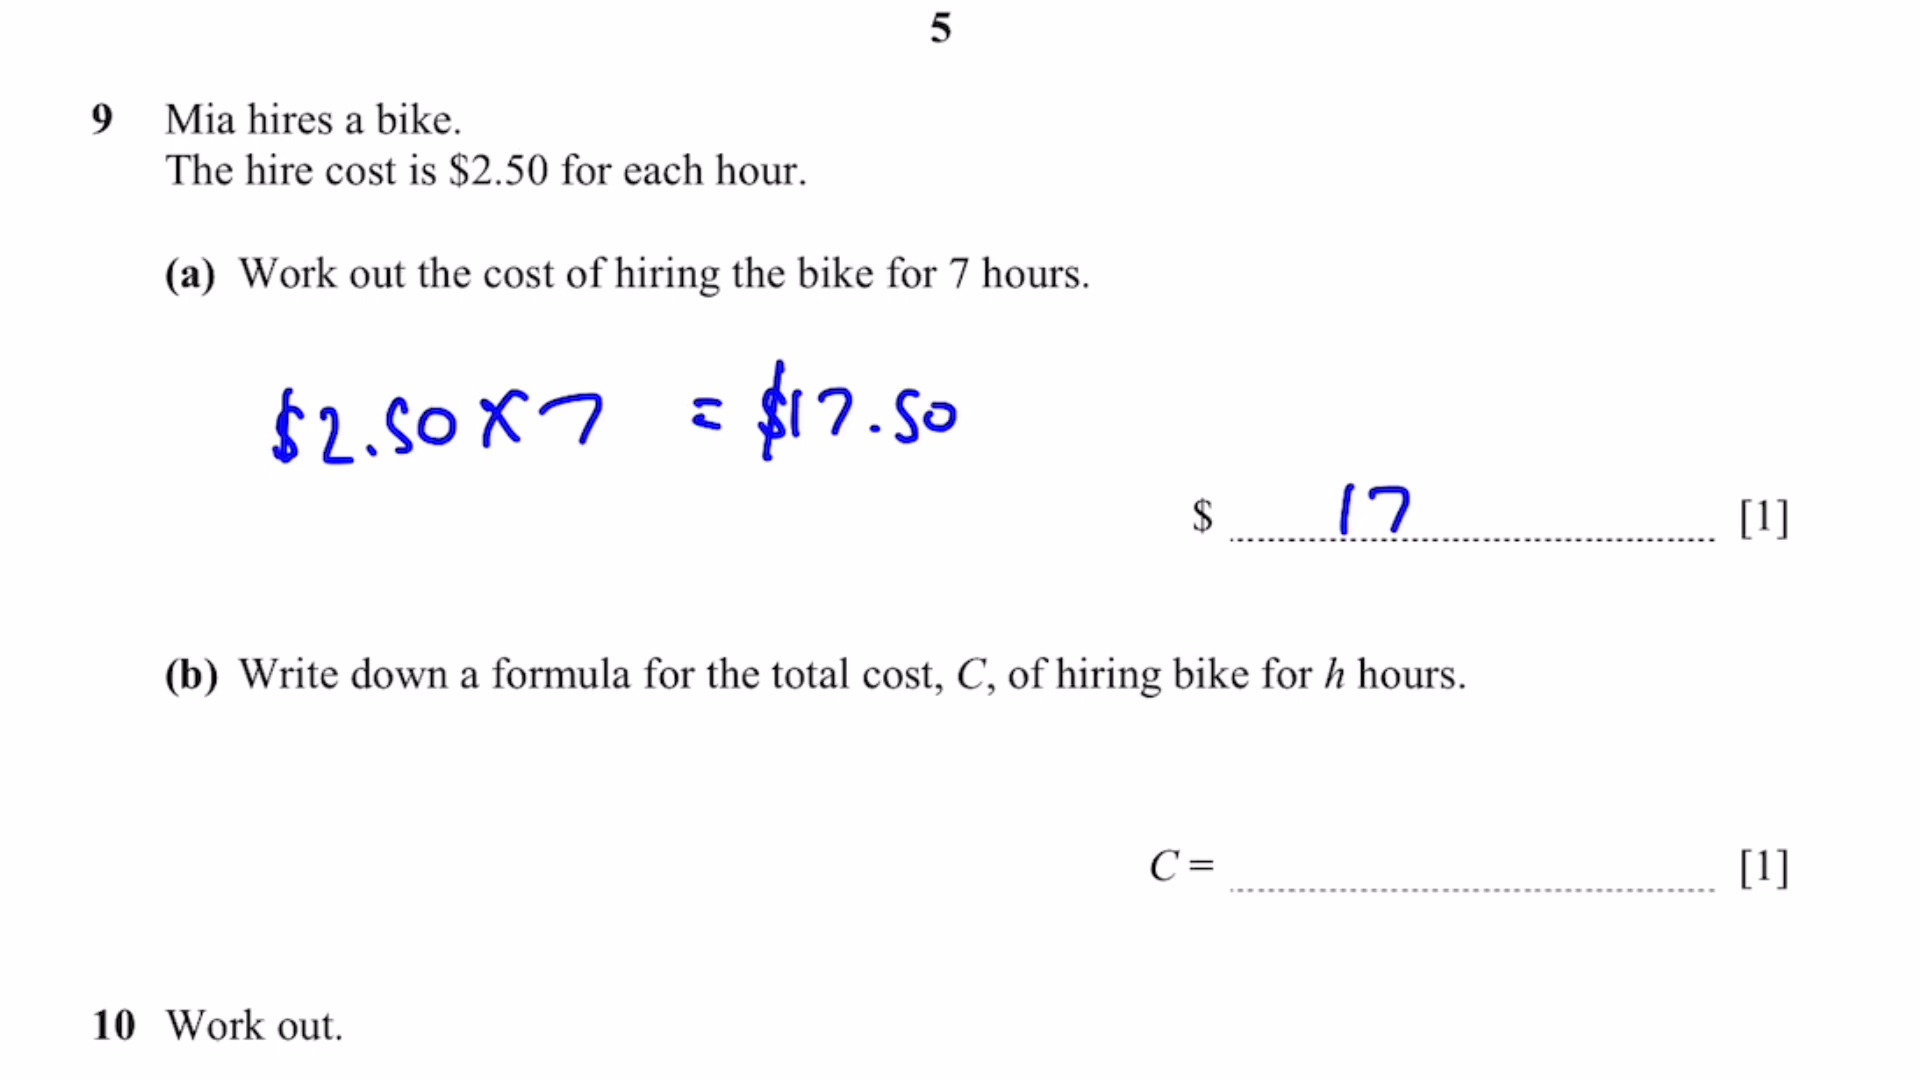 5
9 Mia hires a bike.
The hire cost is $2.50 for each hour.
(a) Work out the cost of hiring the bike for 7 hours.
$2.50 × 7 = $17.50
$ 17 [1]
(b) Write down a formula for the total cost, C, of hiring bike for h hours.
C = [1]
10 Work out.